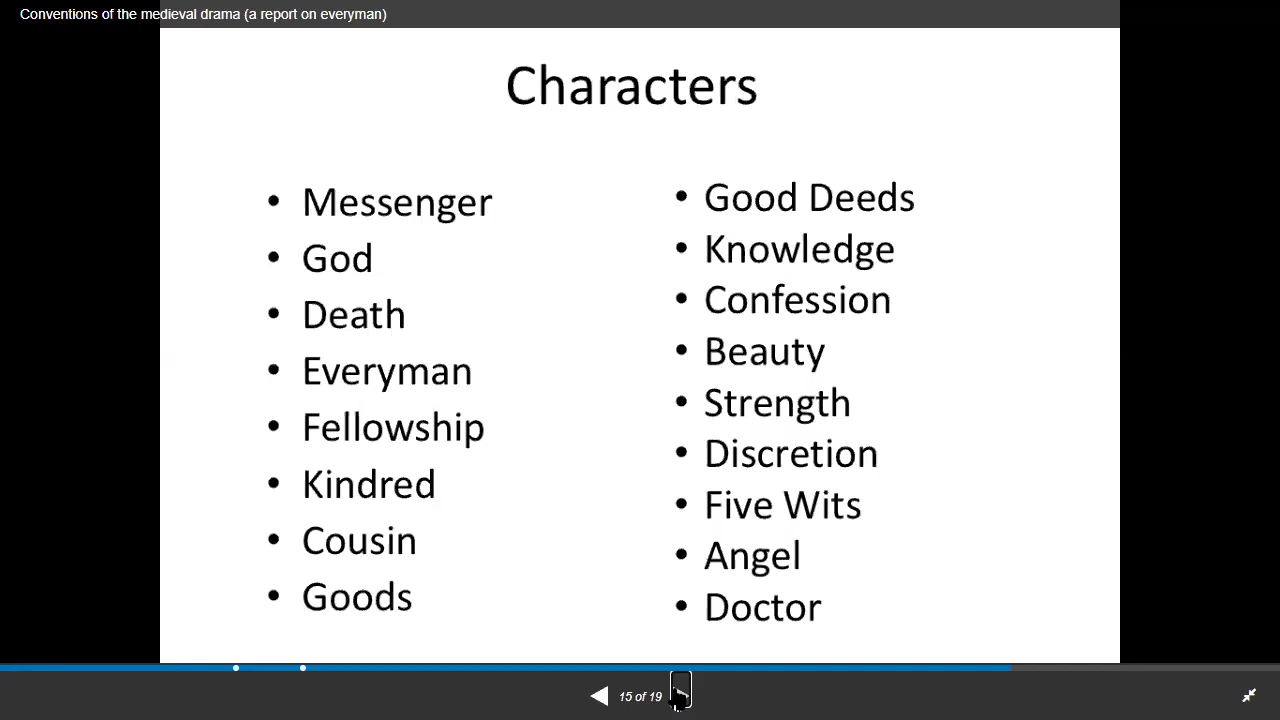 Conventions of the medieval drama (a report on everyman)
Characters
• Messenger
• God
• Death
• Everyman
• Fellowship
• Kindred
• Cousin
• Goods
• Good Deeds
• Knowledge
• Confession
• Beauty
• Strength
• Discretion
• Five Wits
• Angel
• Doctor
15 of 19